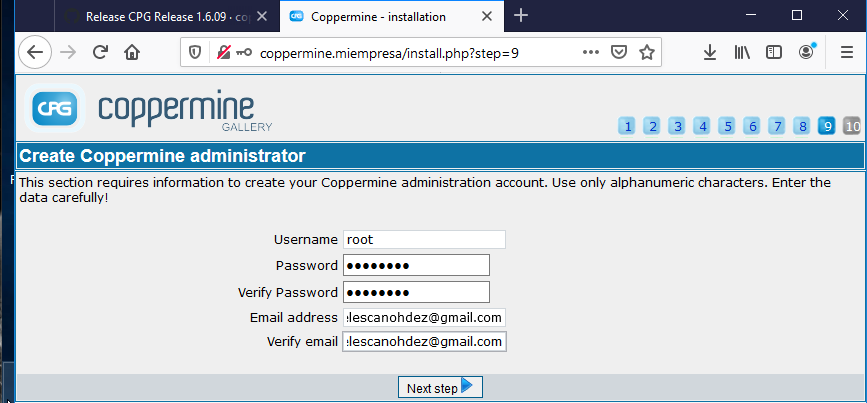 Release CPG Release 1.6.09 · co
Coppermine - installation
coppermine.miempresa/install.php?step=9
CPG coppermine
GALLERY
1 2 3 4 5 6 7 8 9 10
Create Coppermine administrator
This section requires information to create your Coppermine administration account. Use only alphanumeric characters. Enter the
data carefully!
Username root
Password ●●●●●●●●
Verify Password ●●●●●●●●
Email address elescanohdez@gmail.com
Verify email elescanohdez@gmail.com
Next step